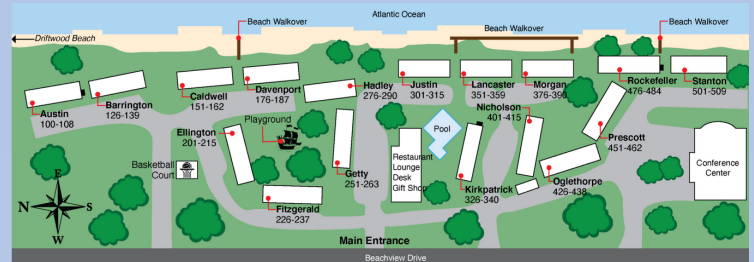 Atlantic Ocean
Beach Walkover
Beach Walkover
Beach Walkover
Driftwood Beach
Austin
100-108
Barrington
126-139
Caldwell
151-162
Davenport
176-187
Hadley
276-290
Justin
301-315
Lancaster
351-359
Morgan
376-390
Rockefeller
476-484
Stanton
501-509
Ellington
201-215
Playground
Nicholson
401-415
Pool
Prescott
451-462
Basketball
Court
Getty
251-263
Restaurant
Lounge
Desk
Gift Shop
Kirkpatrick
326-340
Oglethorpe
426-438
Conference
Center
Fitzgerald
226-237
E
N
S
W
Main Entrance
Beachview Drive